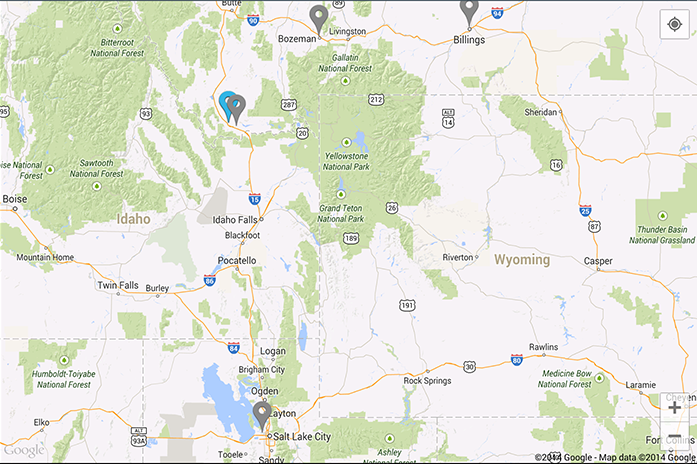 Butte
90
94
Bozeman
Livingston
Billings
Bitterroot
National Forest
Gallatin
National Forest
95
93
287
212
ALT
14
Sheridan
90
20
Yellowstone
National Park
16
National
Forest
Sawtooth
National Forest
Boise
15
Grand Teton
National Park
26
25
Idaho
Idaho Falls
87
Thunder Basin
National Grassland
Blackfoot
189
Mountain Home
Pocatello
Riverton
Wyoming
Casper
86
Twin Falls
Burley
191
84
Logan
Rawlins
80
Humboldt-Toiyabe
National Forest
Brigham City
30
Rock Springs
Medicine Bow
National Forest
Ogden
Laramie
Layton
Elko
ALT
93A
Salt Lake City
Tooele
Sandy
Ashley
National Forest
Google
©2014 Google - Map data ©2014 Google